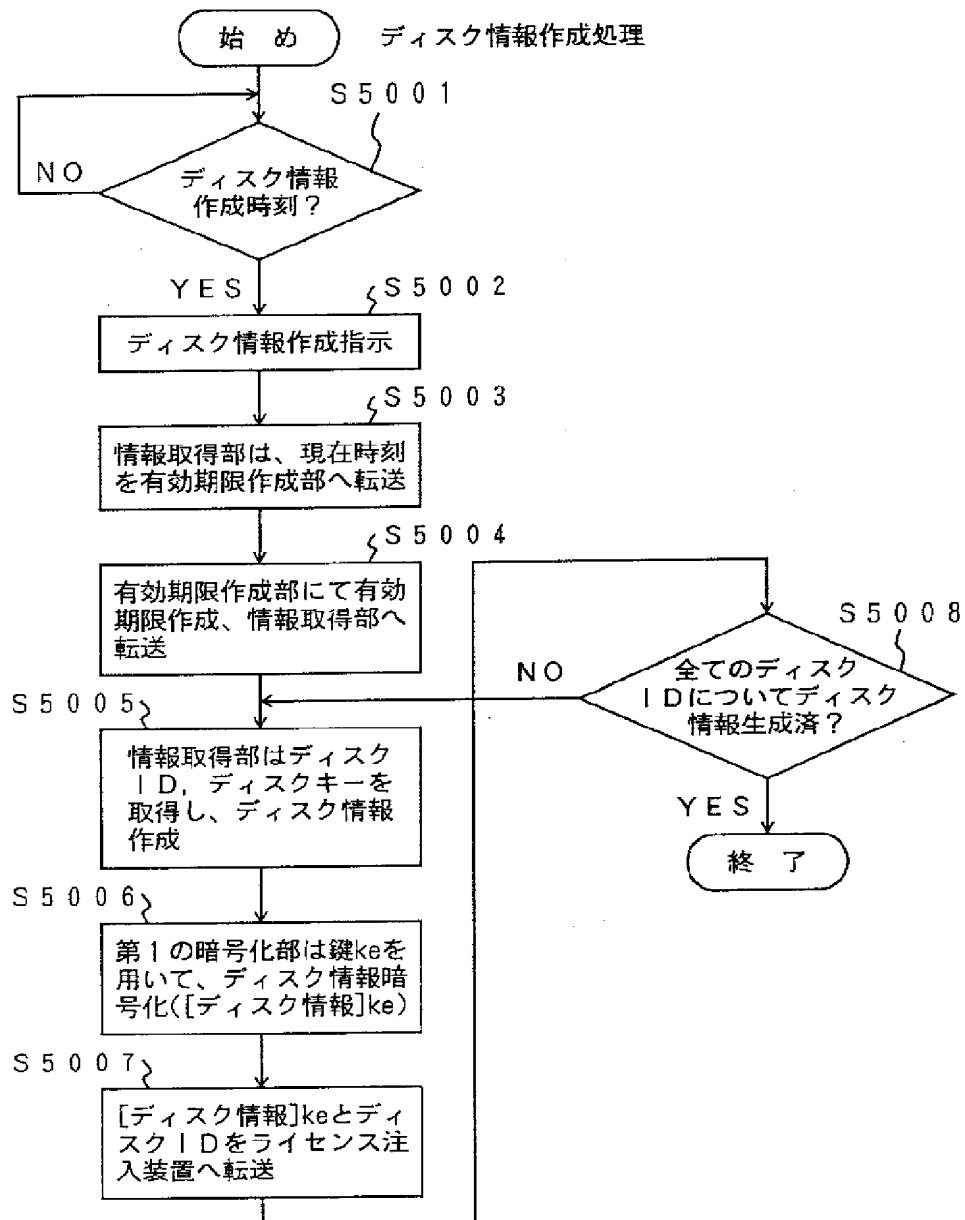 始 め
ディスク情報作成処理
S5001
ディスク情報
作成時刻？
NO
YES
S5002
ディスク情報作成指示
S5003
情報取得部は、現在時刻
を有効期限作成部へ転送
S5004
有効期限作成部にて有効
期限作成、情報取得部へ
転送
S5005
情報取得部はディスク
ＩＤ，ディスクキーを
取得し、ディスク情報
作成
S5006
第１の暗号化部は鍵keを
用いて、ディスク情報暗
号化([ディスク情報]ke)
S5007
[ディスク情報]keとディ
スクＩＤをライセンス注
入装置へ転送
S5008
全てのディスク
ＩＤについてディスク
情報生成済？
NO
YES
終 了